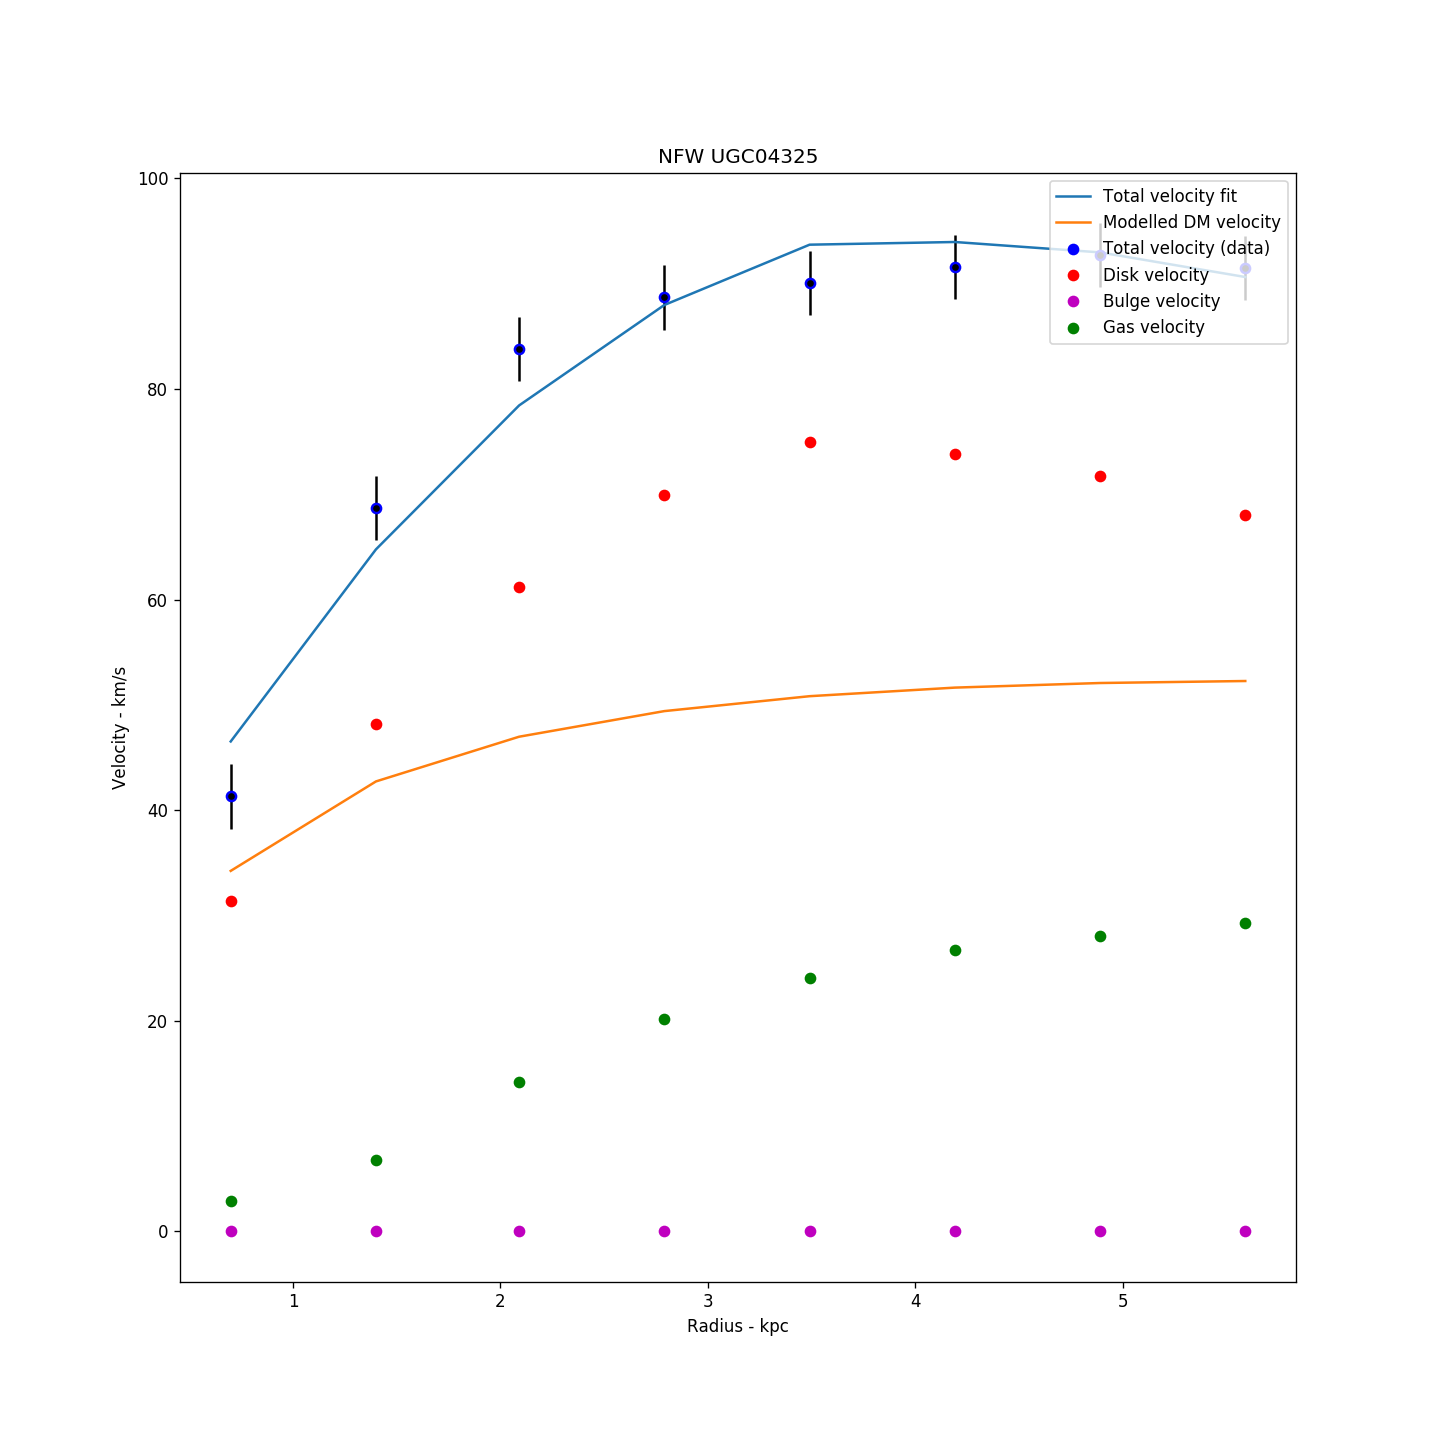 NFW UGC04325
Total velocity fit
Modelled DM velocity
Total velocity (data)
Disk velocity
Bulge velocity
Gas velocity
Velocity - km/s
100
80
60
40
20
0
1 2 3 4 5
Radius - kpc